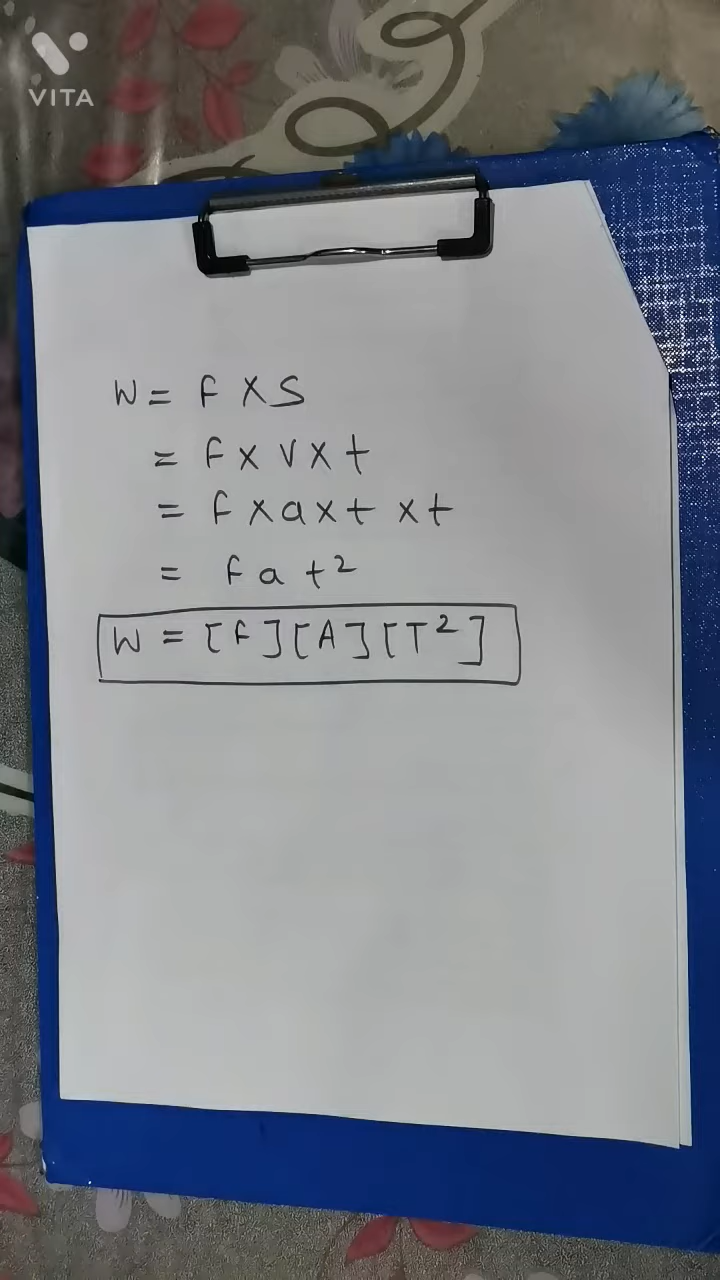 VITA
W = F X S
= F X V X t
= F X a X t X t
= F a t²
W = [F][A][T²]